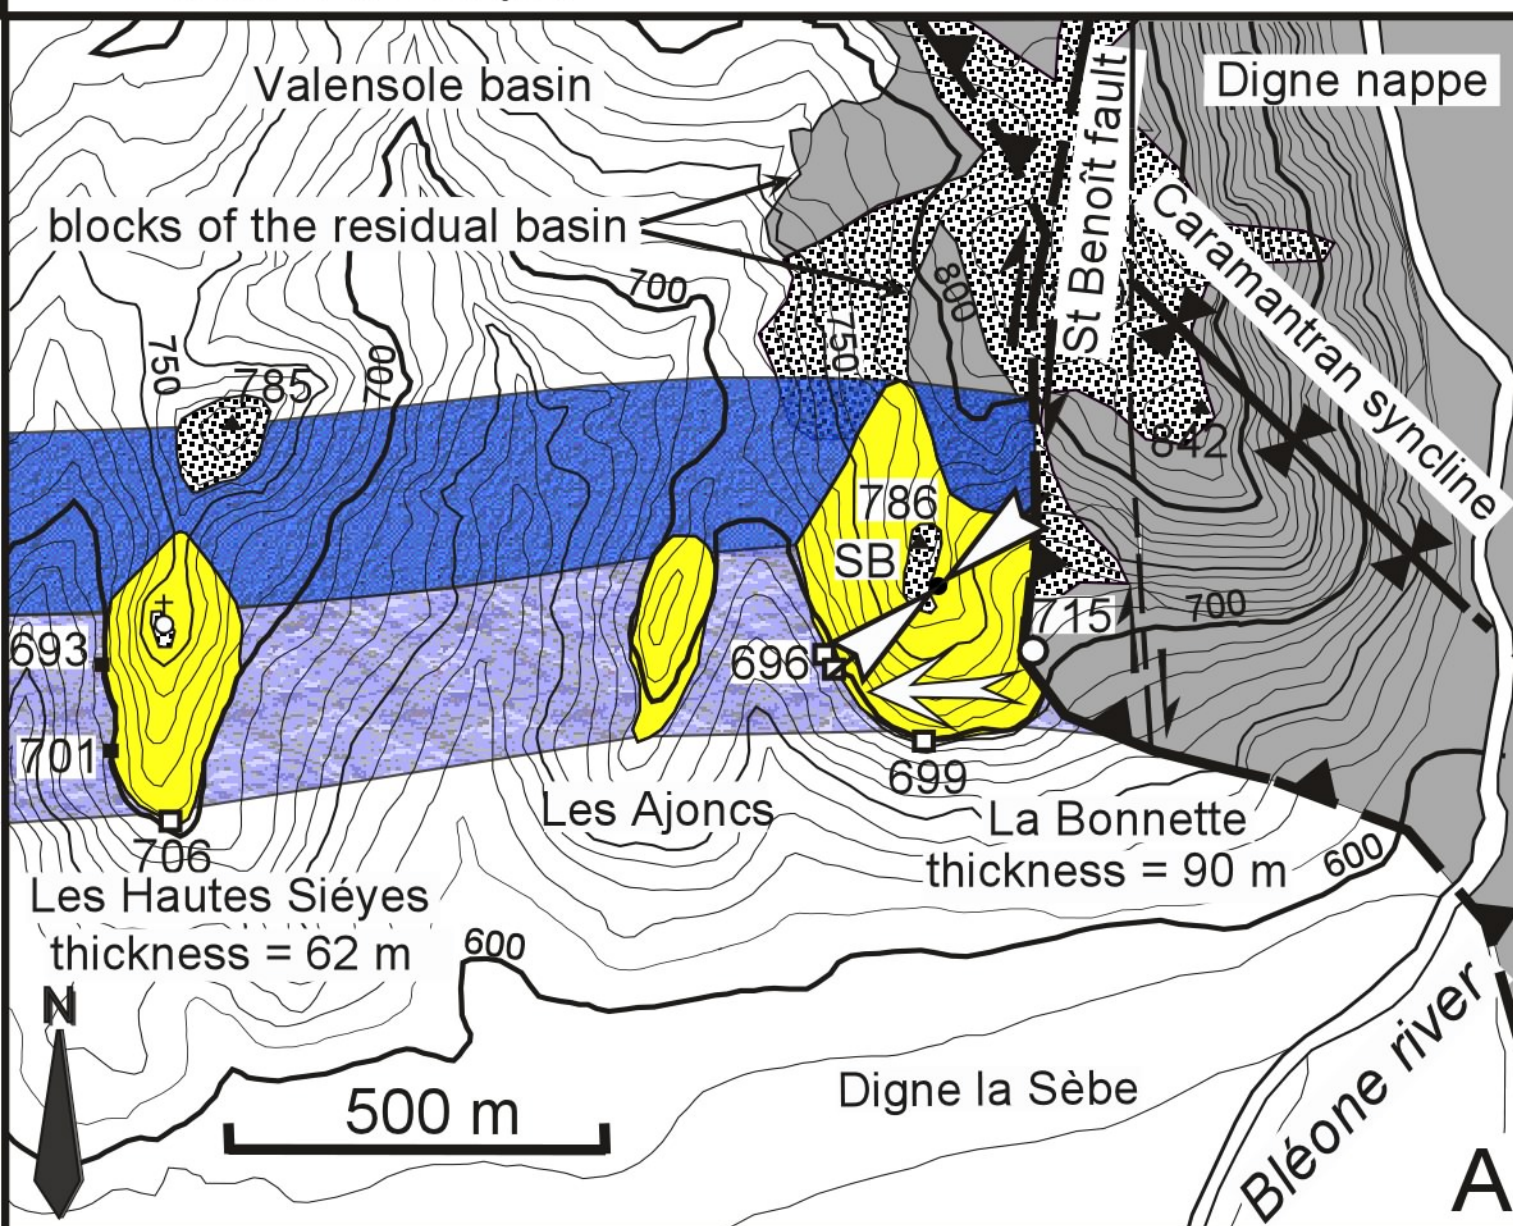 Valensole basin
Digne nappe
St Benoît fault
blocks of the residual basin
Caramantran syncline
700
800
750
750
785
700
842
786
SB
715
700
693
696
701
699
706
Les Ajoncs
La Bonnette
thickness = 90 m
600
Les Hautes Siéyes
thickness = 62 m
600
N
500 m
Digne la Sèbe
Bléone river
A